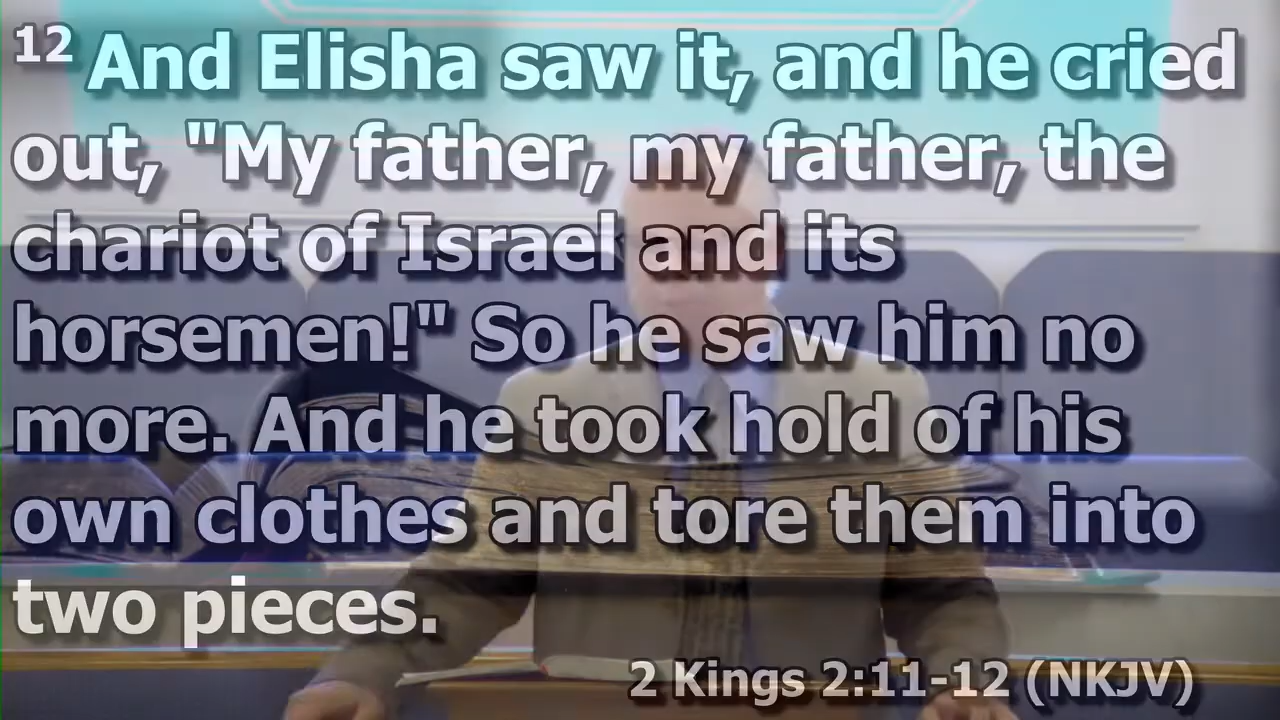 12 And Elisha saw it, and he cried
out, "My father, my father, the
chariot of Israel and its
horsemen!" So he saw him no
more. And he took hold of his
own clothes and tore them into
two pieces.
2 Kings 2:11-12 (NKJV)